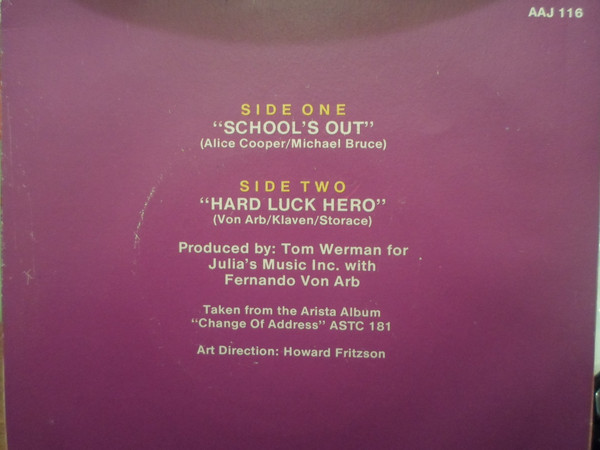 AAJ 116
SIDE ONE
“SCHOOL’S OUT”
(Alice Cooper/Michael Bruce)
SIDE TWO
“HARD LUCK HERO”
(Von Arb/Klaven/Storace)
Produced by: Tom Werman for
Julia’s Music Inc. with
Fernando Von Arb
Taken from the Arista Album
“Change Of Address” ASTC 181
Art Direction: Howard Fritzson